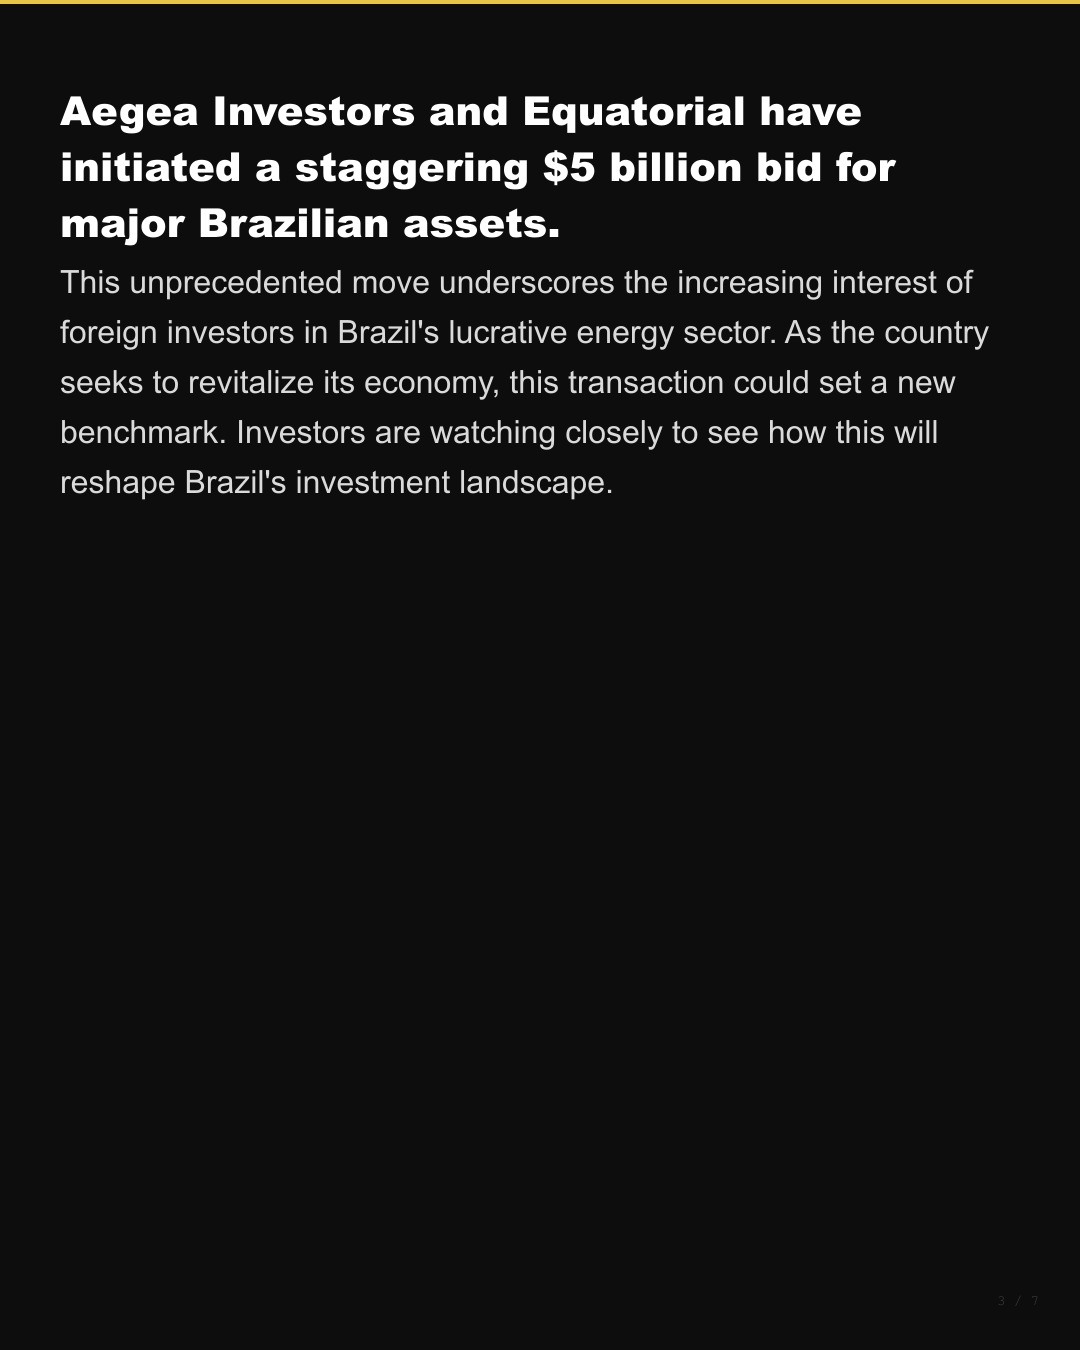 Aegea Investors and Equatorial have
initiated a staggering $5 billion bid for
major Brazilian assets.
This unprecedented move underscores the increasing interest of
foreign investors in Brazil's lucrative energy sector. As the country
seeks to revitalize its economy, this transaction could set a new
benchmark. Investors are watching closely to see how this will
reshape Brazil's investment landscape.
3 / 7